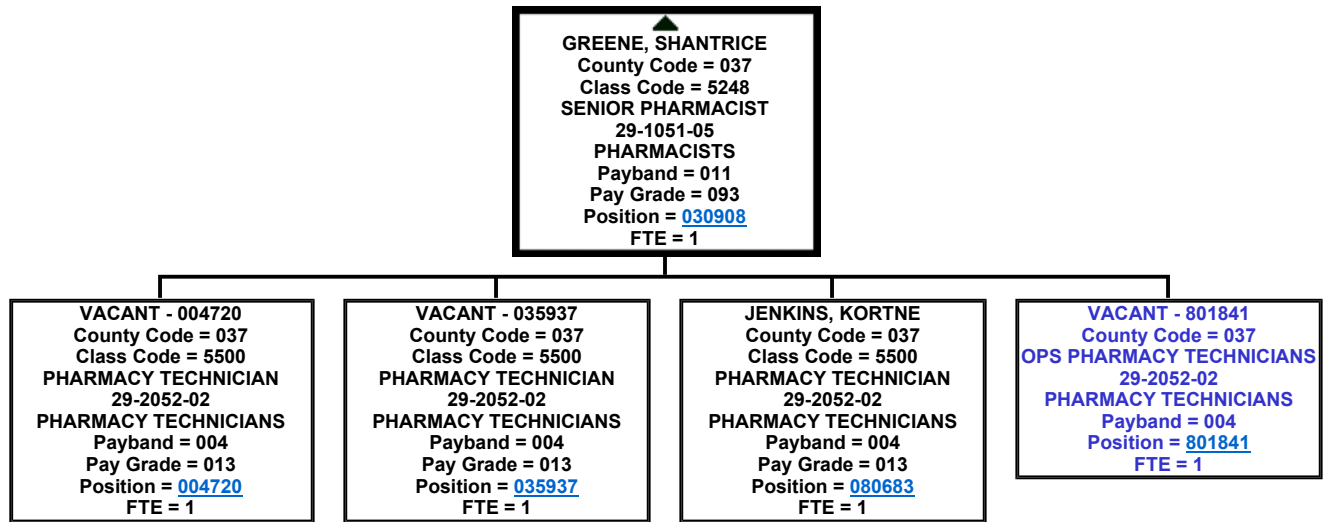 GREENE, SHANTRICE
County Code = 037
Class Code = 5248
SENIOR PHARMACIST
29-1051-05
PHARMACISTS
Payband = 011
Pay Grade = 093
Position = 030908
FTE = 1
VACANT - 004720
County Code = 037
Class Code = 5500
PHARMACY TECHNICIAN
29-2052-02
PHARMACY TECHNICIANS
Payband = 004
Pay Grade = 013
Position = 004720
FTE = 1
VACANT - 035937
County Code = 037
Class Code = 5500
PHARMACY TECHNICIAN
29-2052-02
PHARMACY TECHNICIANS
Payband = 004
Pay Grade = 013
Position = 035937
FTE = 1
JENKINS, KORTNE
County Code = 037
Class Code = 5500
PHARMACY TECHNICIAN
29-2052-02
PHARMACY TECHNICIANS
Payband = 004
Pay Grade = 013
Position = 080683
FTE = 1
VACANT - 801841
County Code = 037
OPS PHARMACY TECHNICIANS
29-2052-02
PHARMACY TECHNICIANS
Payband = 004
Position = 801841
FTE = 1